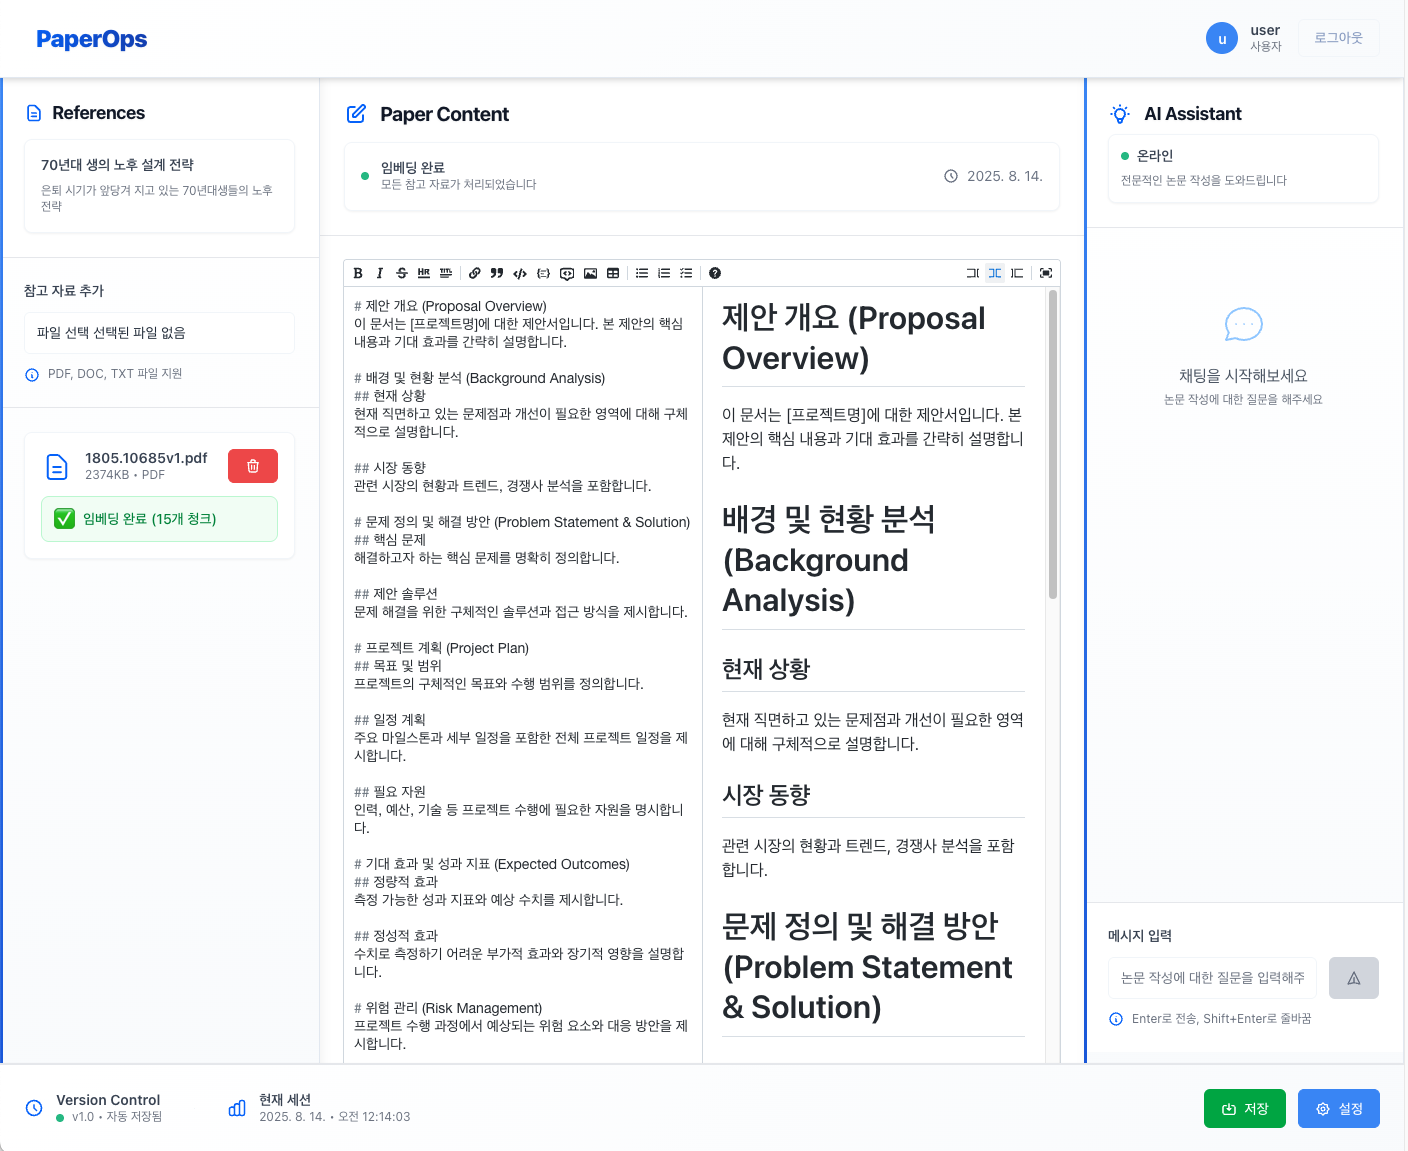 PaperOps
u
user
사용자
로그아웃
References
70년대 생의 노후 설계 전략
은퇴 시기가 앞당겨 지고 있는 70년대생들의 노후
전략
참고 자료 추가
파일 선택 선택된 파일 없음
PDF, DOC, TXT 파일 지원
1805.10685v1.pdf
2374KB • PDF
임베딩 완료 (15개 청크)
Paper Content
임베딩 완료
모든 참고 자료가 처리되었습니다
2025. 8. 14.
# 제안 개요 (Proposal Overview)
이 문서는 [프로젝트명]에 대한 제안서입니다. 본 제안의 핵심
내용과 기대 효과를 간략히 설명합니다.
# 배경 및 현황 분석 (Background Analysis)
## 현재 상황
현재 직면하고 있는 문제점과 개선이 필요한 영역에 대해 구체
적으로 설명합니다.
## 시장 동향
관련 시장의 현황과 트렌드, 경쟁사 분석을 포함합니다.
# 문제 정의 및 해결 방안 (Problem Statement & Solution)
## 핵심 문제
해결하고자 하는 핵심 문제를 명확히 정의합니다.
## 제안 솔루션
문제 해결을 위한 구체적인 솔루션과 접근 방식을 제시합니다.
# 프로젝트 계획 (Project Plan)
## 목표 및 범위
프로젝트의 구체적인 목표와 수행 범위를 정의합니다.
## 일정 계획
주요 마일스톤과 세부 일정을 포함한 전체 프로젝트 일정을 제
시합니다.
## 필요 자원
인력, 예산, 기술 등 프로젝트 수행에 필요한 자원을 명시합니
다.
# 기대 효과 및 성과 지표 (Expected Outcomes)
## 정량적 효과
측정 가능한 성과 지표와 예상 수치를 제시합니다.
## 정성적 효과
수치로 측정하기 어려운 부가적 효과와 장기적 영향을 설명합
니다.
# 위험 관리 (Risk Management)
프로젝트 수행 과정에서 예상되는 위험 요소와 대응 방안을 제
시합니다.
제안 개요 (Proposal
Overview)
이 문서는 [프로젝트명]에 대한 제안서입니다. 본
제안의 핵심 내용과 기대 효과를 간략히 설명합니
다.
배경 및 현황 분석
(Background
Analysis)
현재 상황
현재 직면하고 있는 문제점과 개선이 필요한 영역
에 대해 구체적으로 설명합니다.
시장 동향
관련 시장의 현황과 트렌드, 경쟁사 분석을 포함
합니다.
문제 정의 및 해결 방안
(Problem Statement
& Solution)
AI Assistant
온라인
전문적인 논문 작성을 도와드립니다
채팅을 시작해보세요
논문 작성에 대한 질문을 해주세요
메시지 입력
논문 작성에 대한 질문을 입력해주
Enter로 전송, Shift+Enter로 줄바꿈
Version Control
v1.0 • 자동 저장됨
현재 세션
2025. 8. 14. • 오전 12:14:03
저장
설정